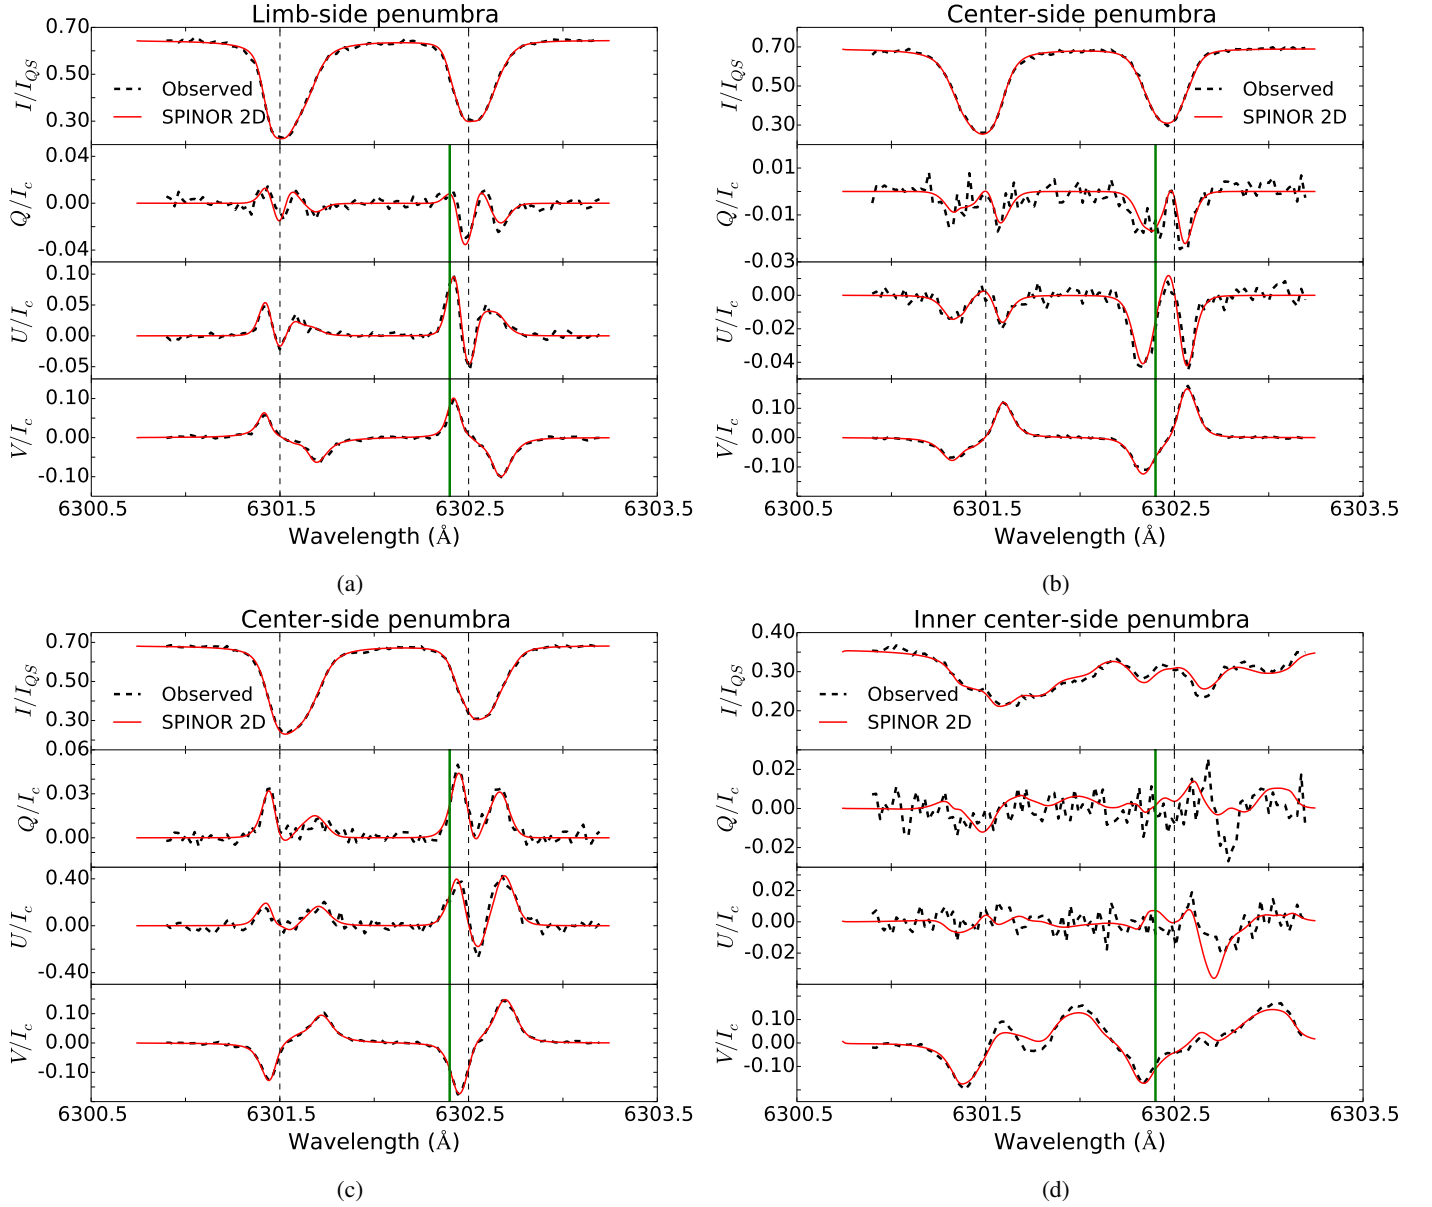 Limb-side penumbra
0.70
0.50
0.30
I/I_QS
Observed
SPINOR 2D
0.04
0.00
-0.04
Q/I_c
0.10
0.05
0.00
-0.05
U/I_c
0.10
0.00
-0.10
V/I_c
6300.5 6301.5 6302.5 6303.5
Wavelength (Å)
(a)
Center-side penumbra
0.70
0.50
0.30
I/I_QS
Observed
SPINOR 2D
0.01
-0.01
-0.03
Q/I_c
0.00
-0.02
-0.04
U/I_c
0.10
0.00
-0.10
V/I_c
6300.5 6301.5 6302.5 6303.5
Wavelength (Å)
(b)
Center-side penumbra
0.70
0.50
0.30
I/I_QS
Observed
SPINOR 2D
0.06
0.03
0.00
Q/I_c
0.40
0.00
-0.40
U/I_c
0.10
0.00
-0.10
V/I_c
6300.5 6301.5 6302.5 6303.5
Wavelength (Å)
(c)
Inner center-side penumbra
0.40
0.30
0.20
I/I_QS
Observed
SPINOR 2D
0.02
0.00
-0.02
Q/I_c
0.02
0.00
-0.02
U/I_c
0.10
0.00
-0.10
V/I_c
6300.5 6301.5 6302.5 6303.5
Wavelength (Å)
(d)